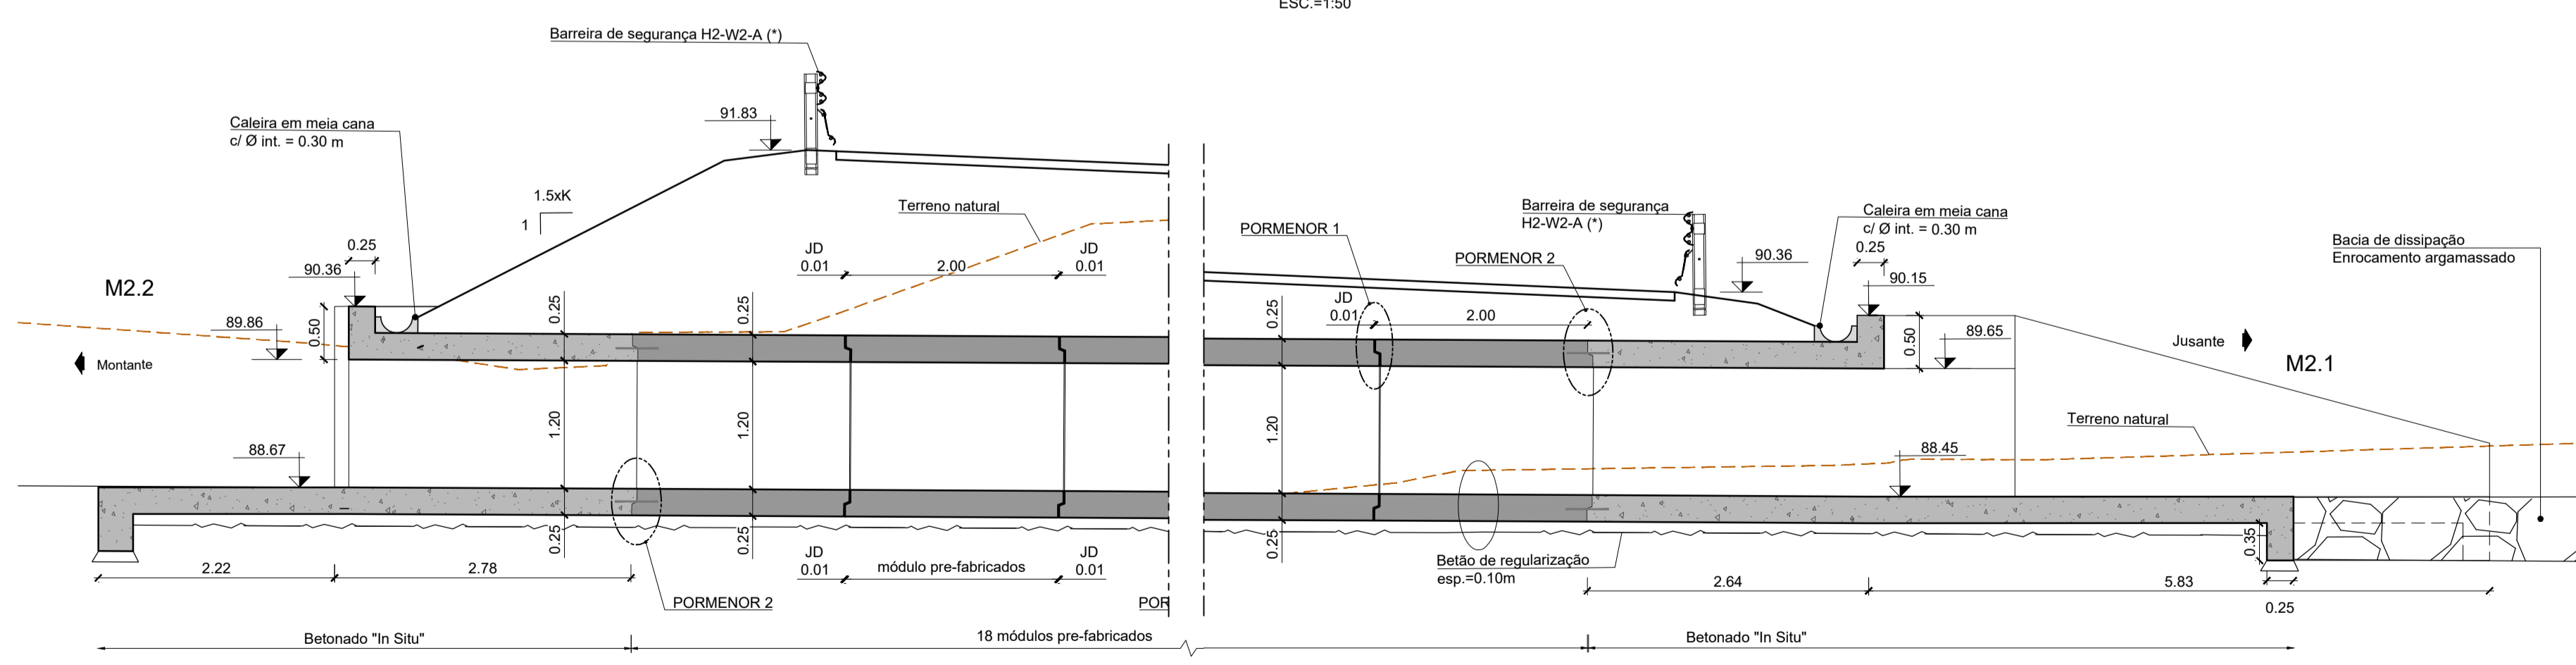 ESC.=1:50
Barreira de segurança H2-W2-A (*)
Caleira em meia cana
c/ Ø int. = 0.30 m
91.83
1.5xK
1
Terreno natural
0.25
90.36
M2.2
89.86
0.50
Montante
0.25
0.25
JD
0.01
2.00
JD
0.01
1.20
1.20
88.67
0.25
0.25
2.22
2.78
JD
0.01
módulo pre-fabricados
JD
0.01
PORMENOR 2
POR
Betonado "In Situ"
18 módulos pre-fabricados
Betonado "In Situ"
PORMENOR 1
PORMENOR 2
Barreira de segurança
H2-W2-A (*)
90.36
Caleira em meia cana
c/ Ø int. = 0.30 m
0.25
90.15
Bacia de dissipação
Enrocamento argamassado
JD
0.01
2.00
0.25
0.50
89.65
Jusante
M2.1
1.20
Terreno natural
88.45
0.25
Betão de regularização
esp.=0.10m
0.35
2.64
5.83
0.25